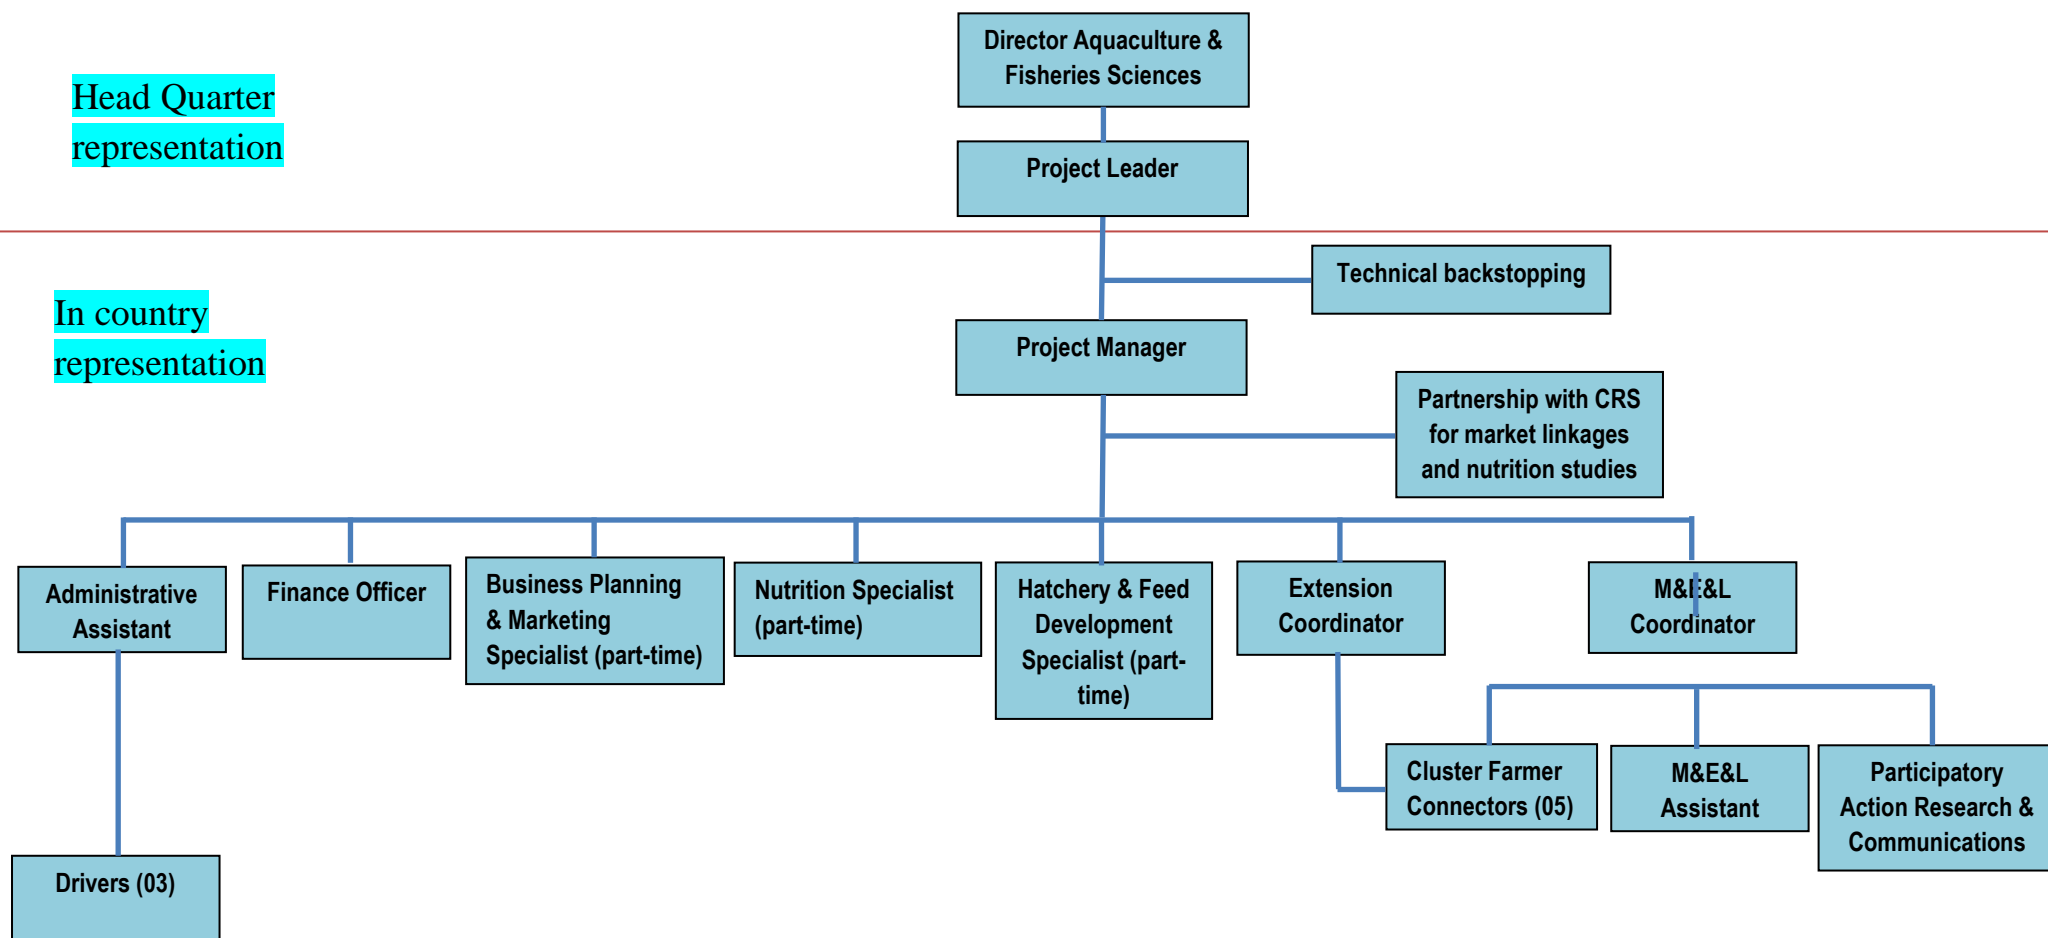 Director Aquaculture &
Fisheries Sciences
Head Quarter
representation
Project Leader
Technical backstopping
In country
representation
Project Manager
Partnership with CRS
for market linkages
and nutrition studies
Administrative
Assistant
Finance Officer
Business Planning
& Marketing
Specialist (part-time)
Nutrition Specialist
(part-time)
Hatchery & Feed
Development
Specialist (part-
time)
Extension
Coordinator
M&E&L
Coordinator
Cluster Farmer
Connectors (05)
M&E&L
Assistant
Participatory
Action Research &
Communications
Drivers (03)